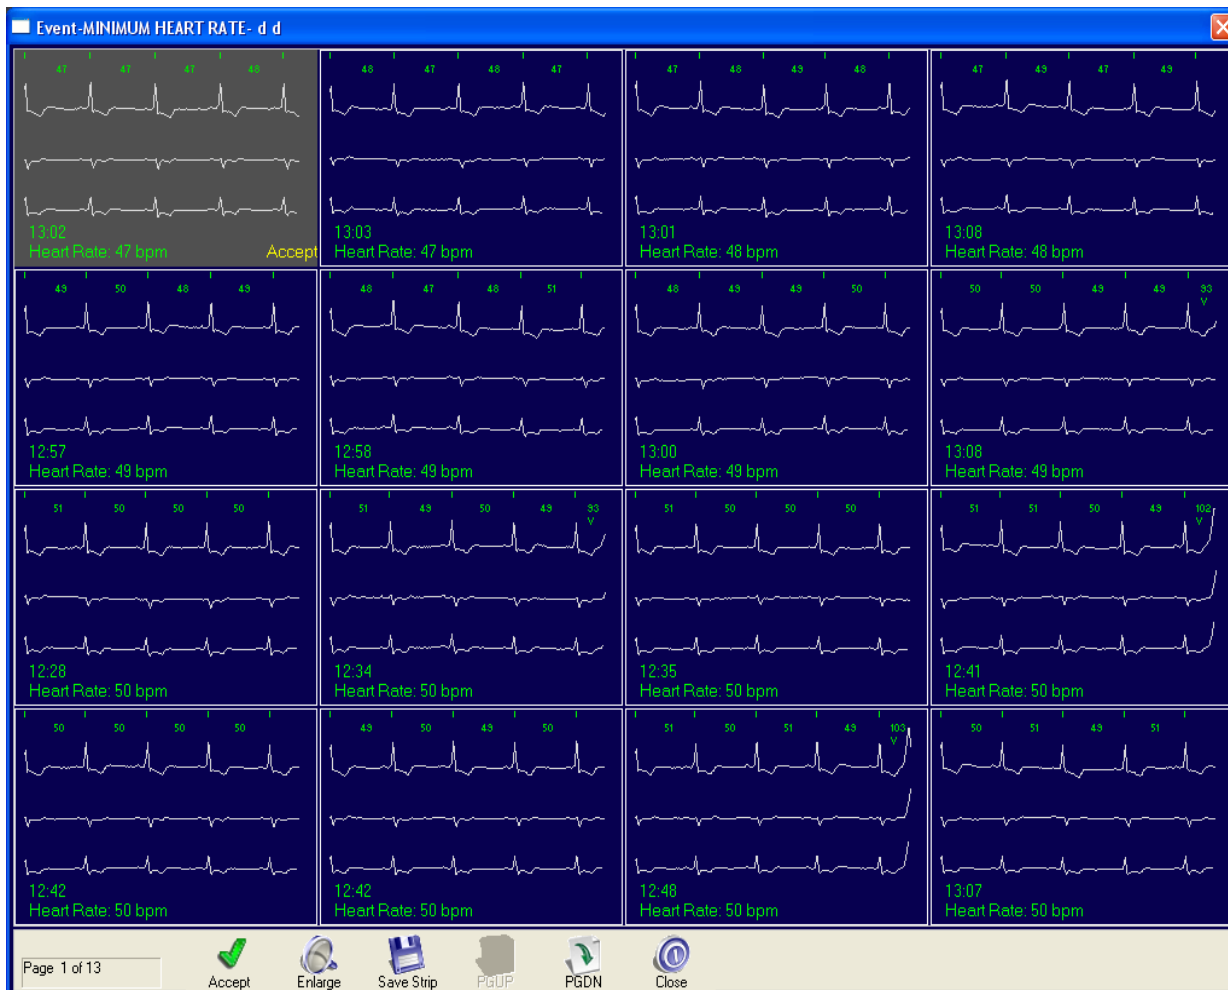 Event-MINIMUM HEART RATE- d d
47 47 47 48
13:02
Heart Rate: 47 bpm Accept
48 47 48 47
13:03
Heart Rate: 47 bpm
47 48 49 48
13:01
Heart Rate: 48 bpm
47 49 47 49
13:08
Heart Rate: 48 bpm
49 50 48 49
12:57
Heart Rate: 49 bpm
48 47 48 51
12:58
Heart Rate: 49 bpm
48 49 49 50
13:00
Heart Rate: 49 bpm
50 50 49 49 93
V
13:08
Heart Rate: 49 bpm
51 50 50 50
12:28
Heart Rate: 50 bpm
51 49 50 49 93
V
12:34
Heart Rate: 50 bpm
51 50 50 50
12:35
Heart Rate: 50 bpm
51 51 50 49 102
V
12:41
Heart Rate: 50 bpm
50 50 50 50
12:42
Heart Rate: 50 bpm
49 50 49 50
12:42
Heart Rate: 50 bpm
51 50 51 49 103
V
12:48
Heart Rate: 50 bpm
50 51 49 51
13:07
Heart Rate: 50 bpm
Page 1 of 13
Accept Enlarge Save Strip PGUP PGDN Close